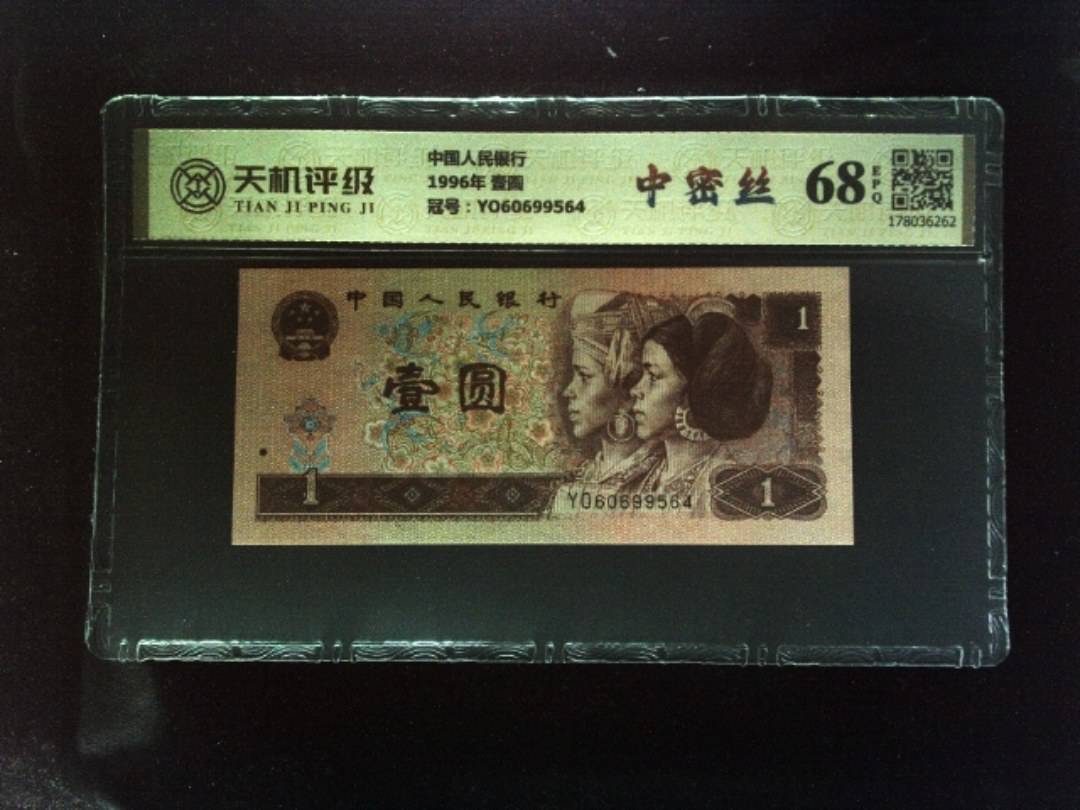 天机评级
TIAN JI PING JI
中国人民银行
1996年 壹圆
冠号：YO60699564
中密丝
68
EPQ
178036262
中国人民银行
1
壹圆
1
YO60699564
1